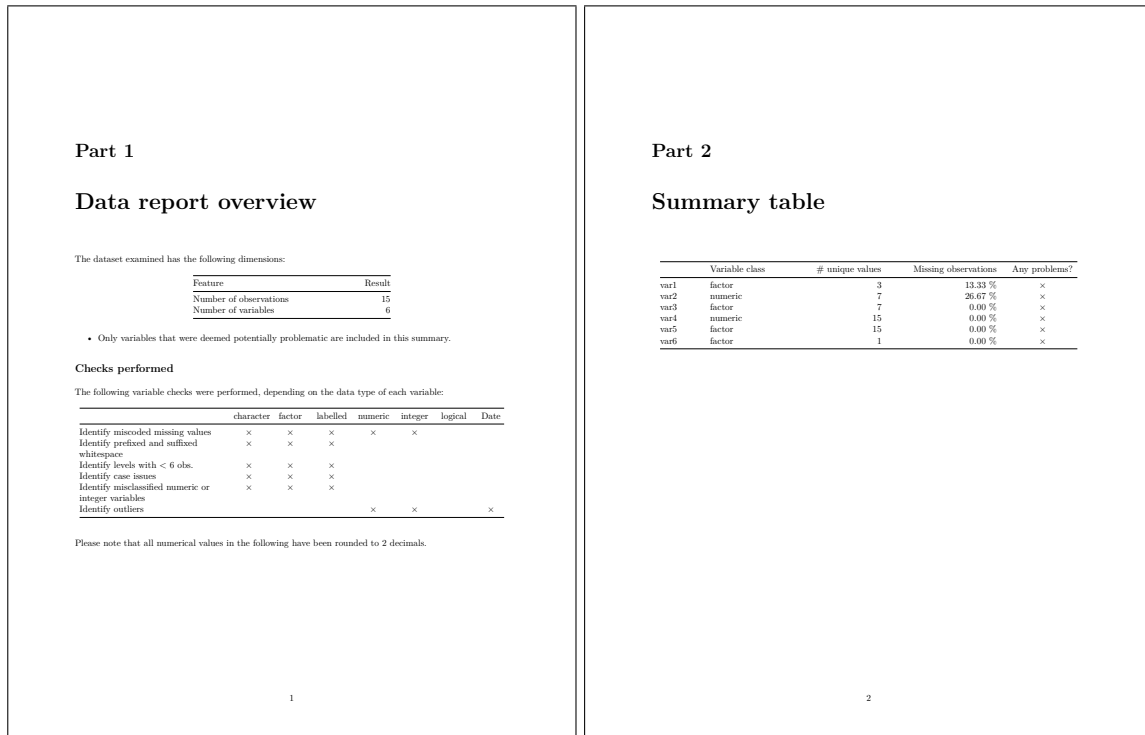 Part 1
Data report overview
The dataset examined has the following dimensions:
Feature Result
Number of observations 15
Number of variables 6
• Only variables that were deemed potentially problematic are included in this summary.
Checks performed
The following variable checks were performed, depending on the data type of each variable:
character factor labelled numeric integer logical Date
Identify miscoded missing values × × × × ×
Identify prefixed and suffixed × × ×
whitespace
Identify levels with < 6 obs. × × ×
Identify case issues × × ×
Identify misclassified numeric or × × ×
integer variables
Identify outliers × × ×
Please note that all numerical values in the following have been rounded to 2 decimals.
1
Part 2
Summary table
Variable class # unique values Missing observations Any problems?
var1 factor 3 13.33 % ×
var2 numeric 7 26.67 % ×
var3 factor 7 0.00 % ×
var4 numeric 15 0.00 % ×
var5 factor 15 0.00 % ×
var6 factor 1 0.00 % ×
2